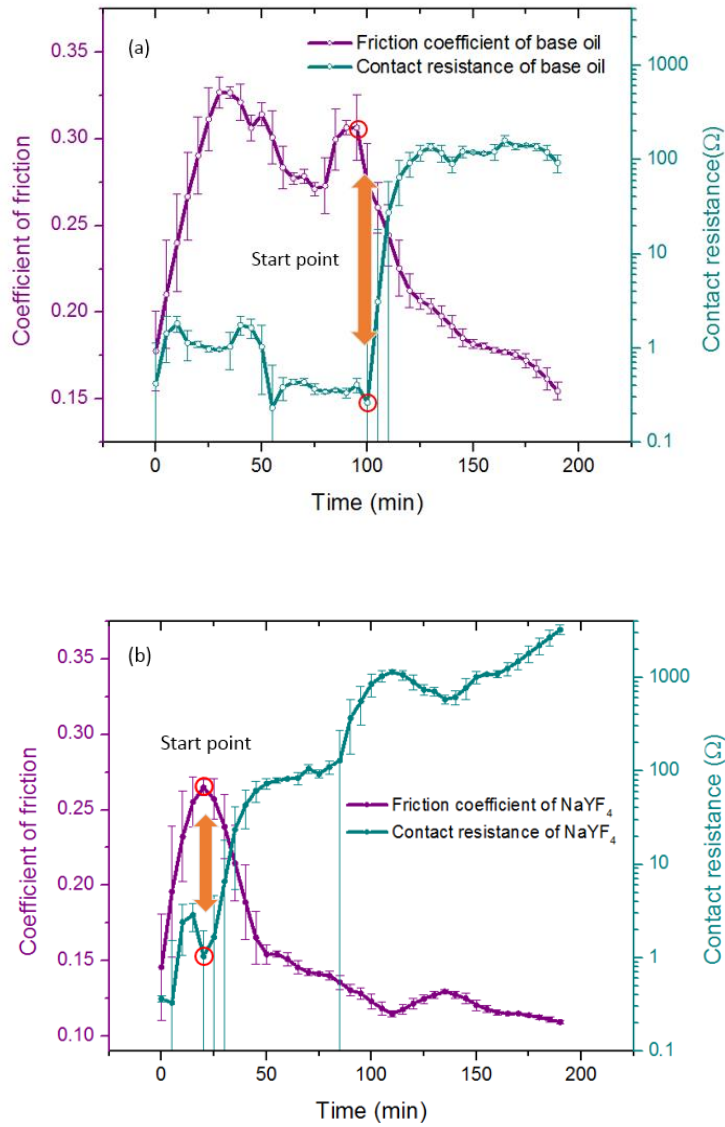 (a)
Friction coefficient of base oil
Contact resistance of base oil
Start point
Coefficient of friction
0.35
0.30
0.25
0.20
0.15
Contact resistance(Ω)
1000
100
10
1
0.1
0
50
100
150
200
Time (min)
(b)
Start point
Friction coefficient of NaYF₄
Contact resistance of NaYF₄
Coefficient of friction
0.35
0.30
0.25
0.20
0.15
0.10
Contact resistance (Ω)
1000
100
10
1
0.1
0
50
100
150
200
Time (min)